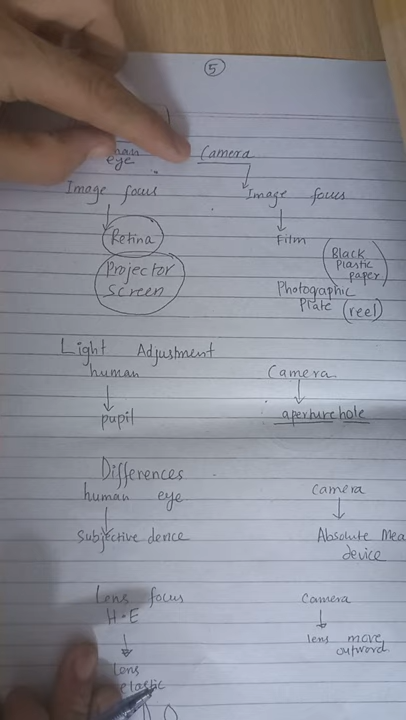 5
eye
Camera
Image focus
Image focus
Retina
Film
Projector
screen
Black
Plastic
paper
Photographic
Plate (reel)
Light Adjustment
human
Camera
pupil
aperture hole
Differences
human eye
Camera
Subjective dence
Absolute Mea
device
Lens focus
H.E
Camera
lens move
outword
lens
elastic